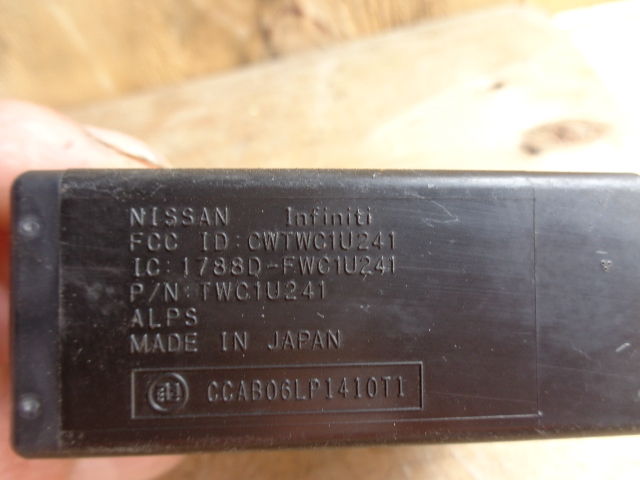 NISSAN Infiniti
FCC ID:CWTWC1U241
IC:1788D-FWC1U241
P/N:TWC1U241
ALPS
MADE IN JAPAN
CCAB06LP1410T1